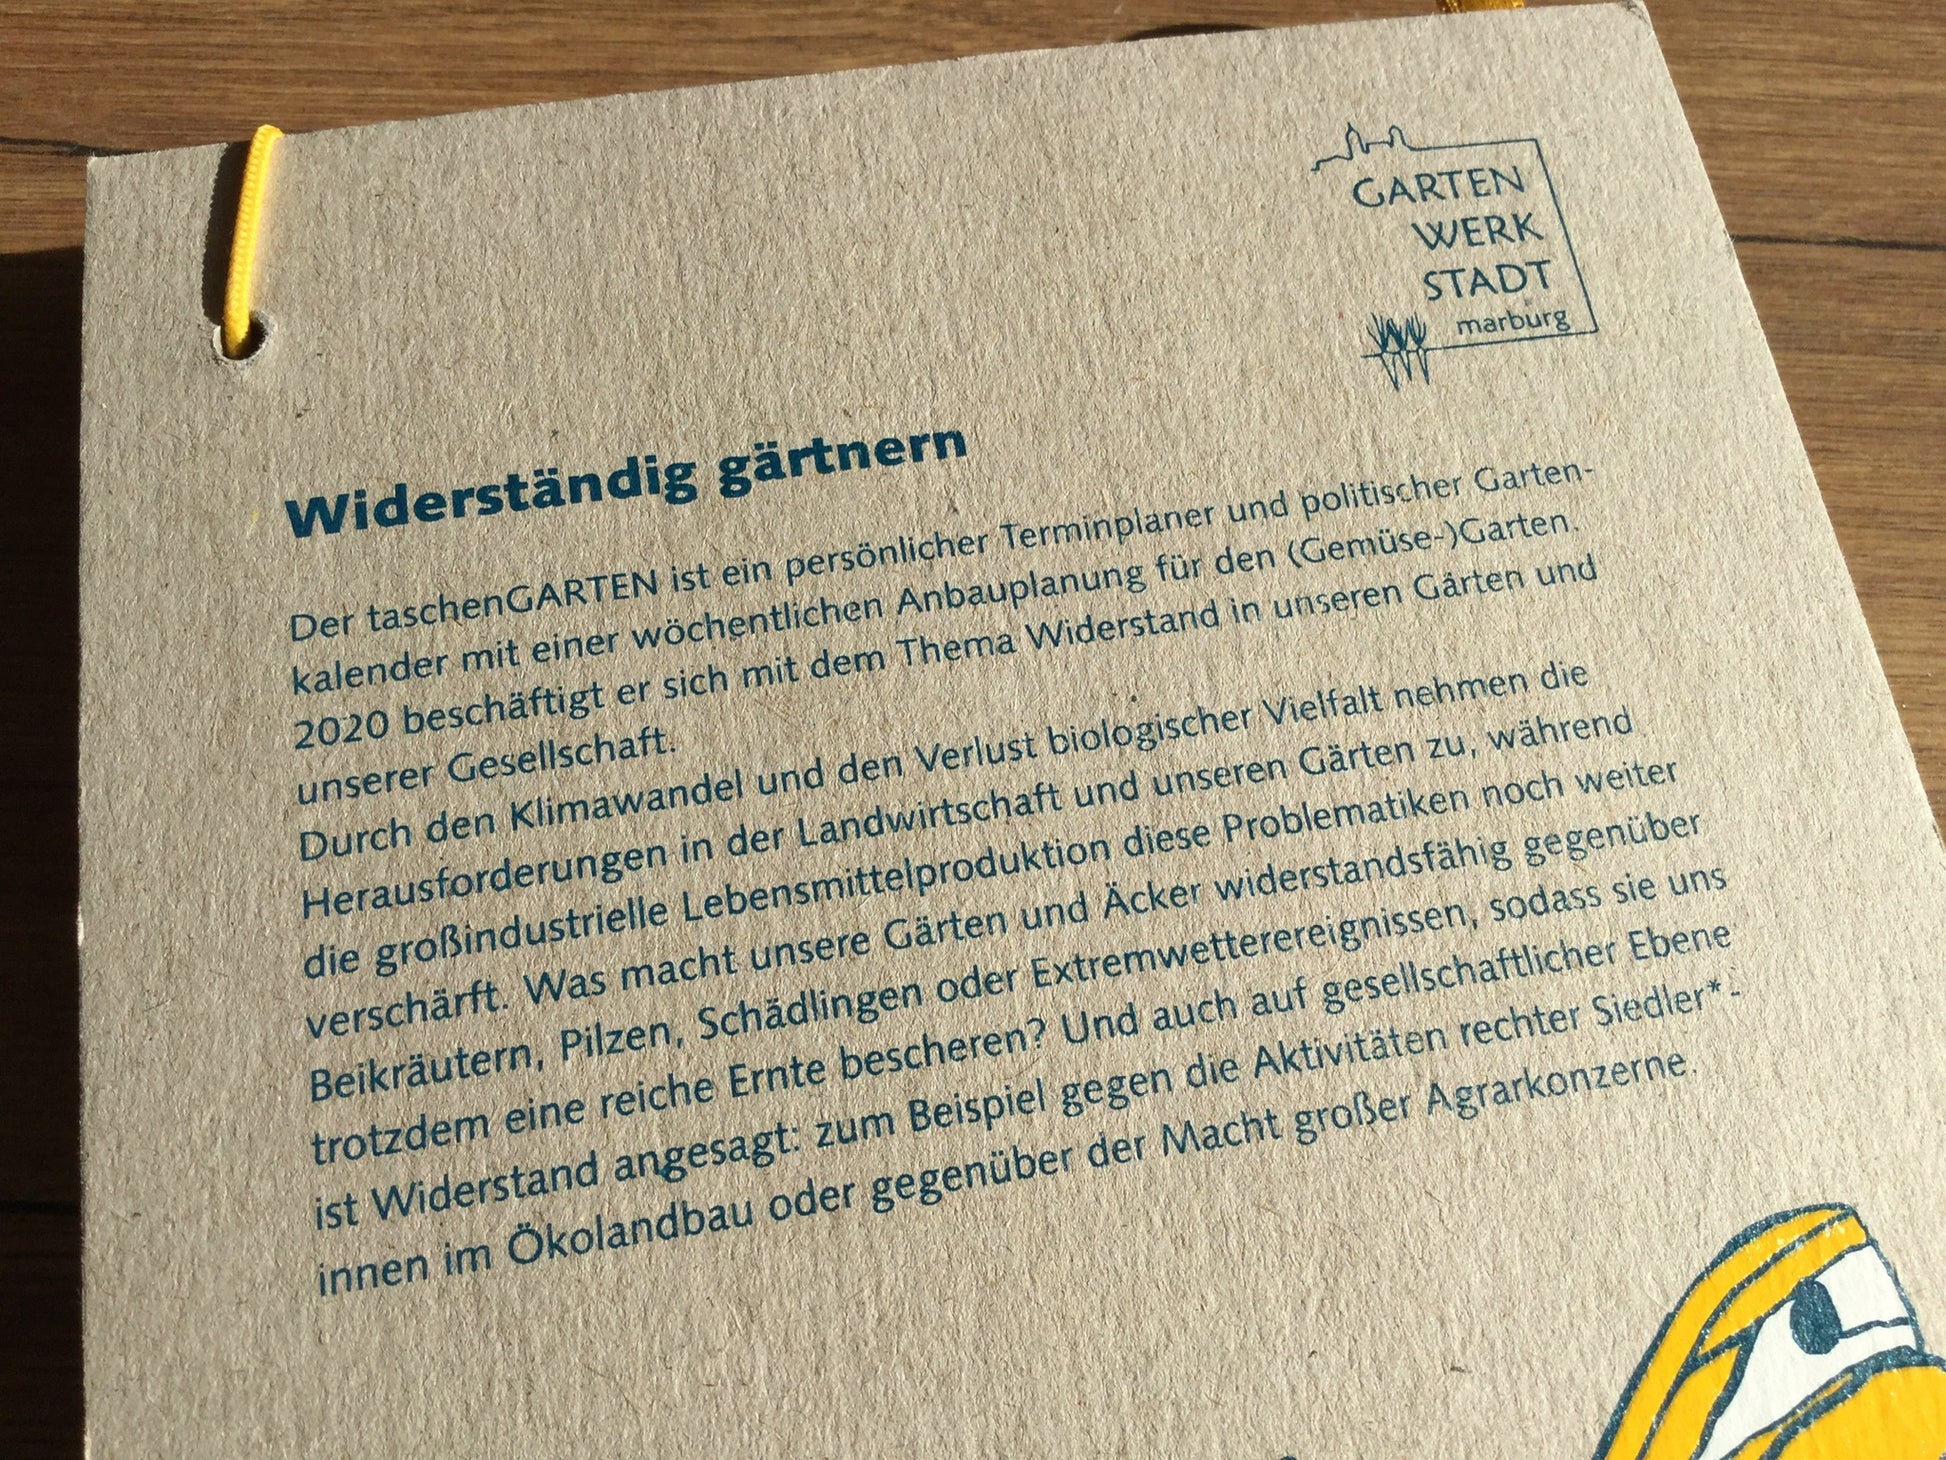 GARTEN
WERK
STADT
marburg
Widerständig gärtnern
Der taschenGARTEN ist ein persönlicher Terminplaner und politischer Garten-
kalender mit einer wöchentlichen Anbauplanung für den (Gemüse-)Garten.
2020 beschäftigt er sich mit dem Thema Widerstand in unseren Gärten und
unserer Gesellschaft.
Durch den Klimawandel und den Verlust biologischer Vielfalt nehmen die
Herausforderungen in der Landwirtschaft und unseren Gärten zu, während
die großindustrielle Lebensmittelproduktion diese Problematiken noch weiter
verschärft. Was macht unsere Gärten und Äcker widerstandsfähig gegenüber
Beikräutern, Pilzen, Schädlingen oder Extremwetterereignissen, sodass sie uns
trotzdem eine reiche Ernte bescheren? Und auch auf gesellschaftlicher Ebene
ist Widerstand angesagt: zum Beispiel gegen die Aktivitäten rechter Siedler*-
innen im Ökolandbau oder gegenüber der Macht großer Agrarkonzerne.